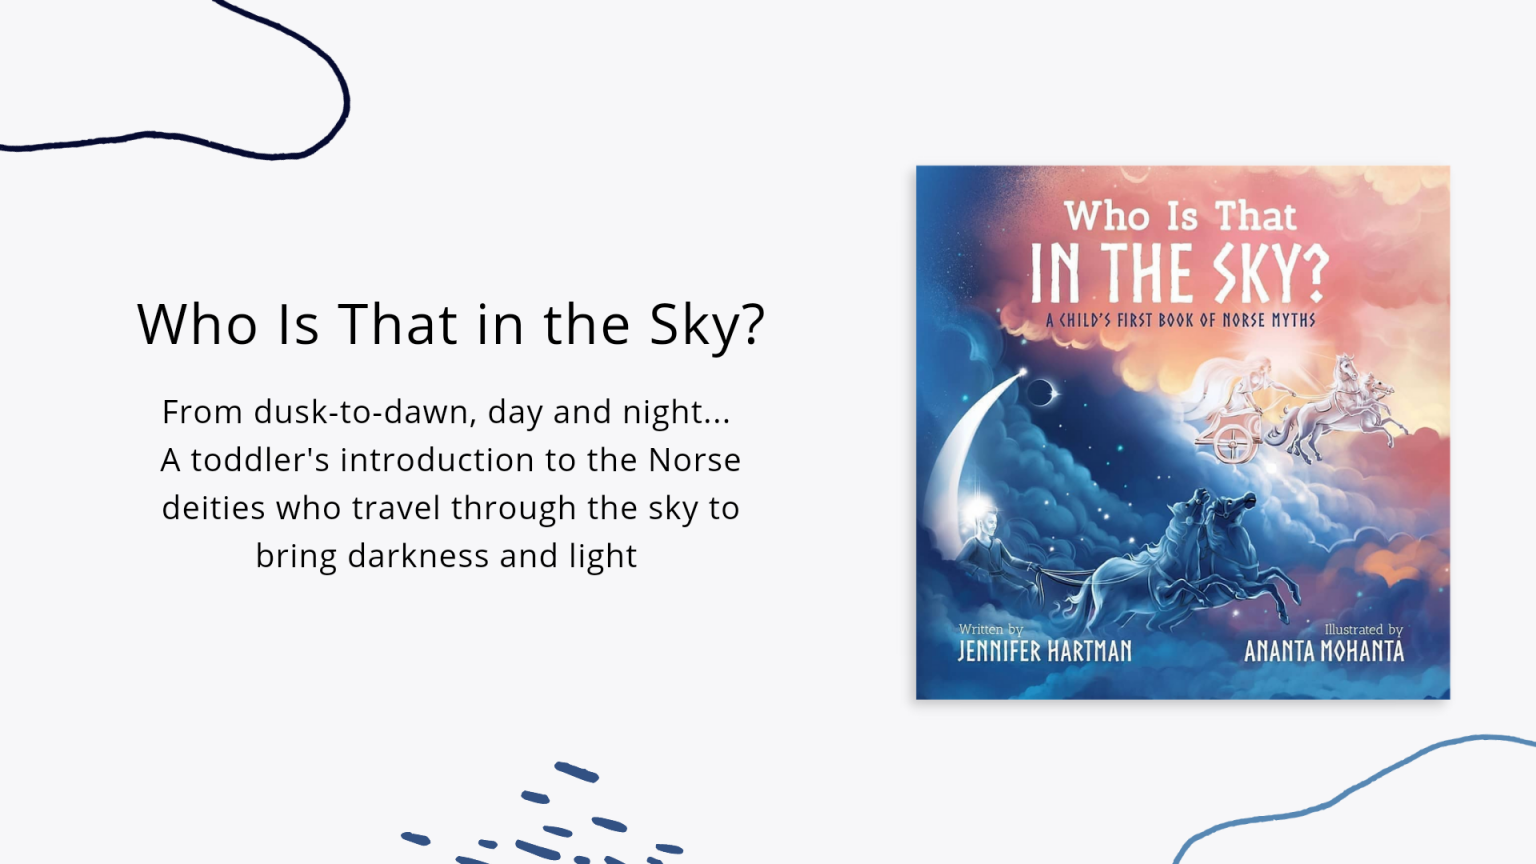 Who Is That in the Sky?
From dusk-to-dawn, day and night...
A toddler's introduction to the Norse
deities who travel through the sky to
bring darkness and light
Who Is That
IN THE SKY?
A CHILD'S FIRST BOOK OF NORSE MYTHS
Written by
JENNIFER HARTMAN
Illustrated by
ANANTA MOHANTA